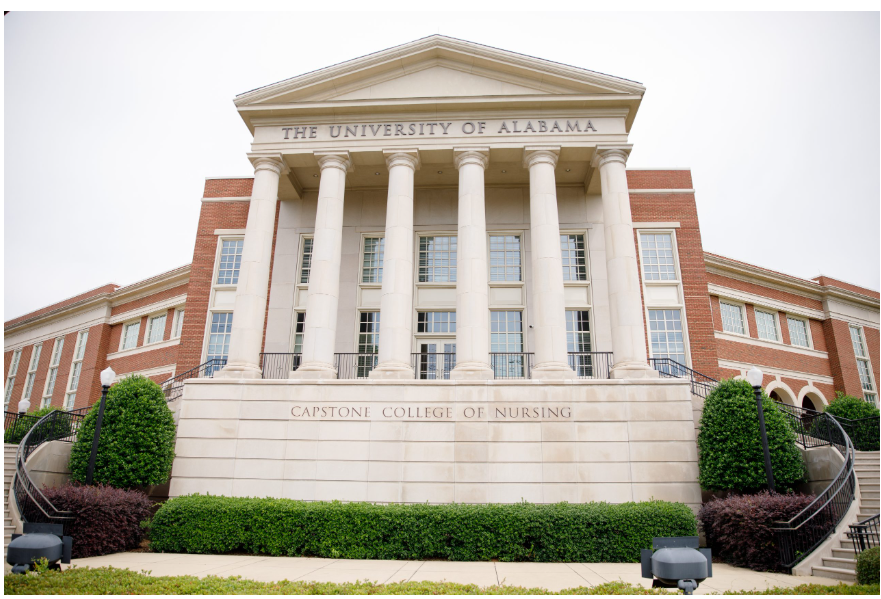 THE UNIVERSITY OF ALABAMA
CAPSTONE COLLEGE OF NURSING